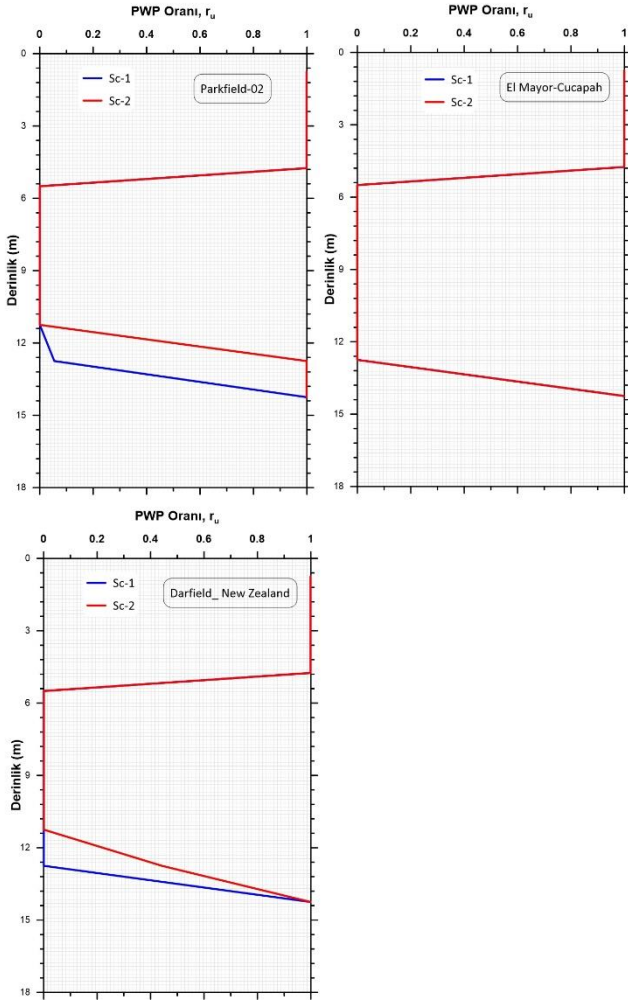 PWP Oranı, rᵤ
0 0.2 0.4 0.6 0.8 1
Sc-1
Sc-2
Parkfield-02
Derinlik (m)
0
3
6
9
12
15
18
PWP Oranı, rᵤ
0 0.2 0.4 0.6 0.8 1
Sc-1
Sc-2
El Mayor-Cucapah
Derinlik (m)
0
3
6
9
12
15
18
PWP Oranı, rᵤ
0 0.2 0.4 0.6 0.8 1
Sc-1
Sc-2
Darfield_ New Zealand
Derinlik (m)
0
3
6
9
12
15
18